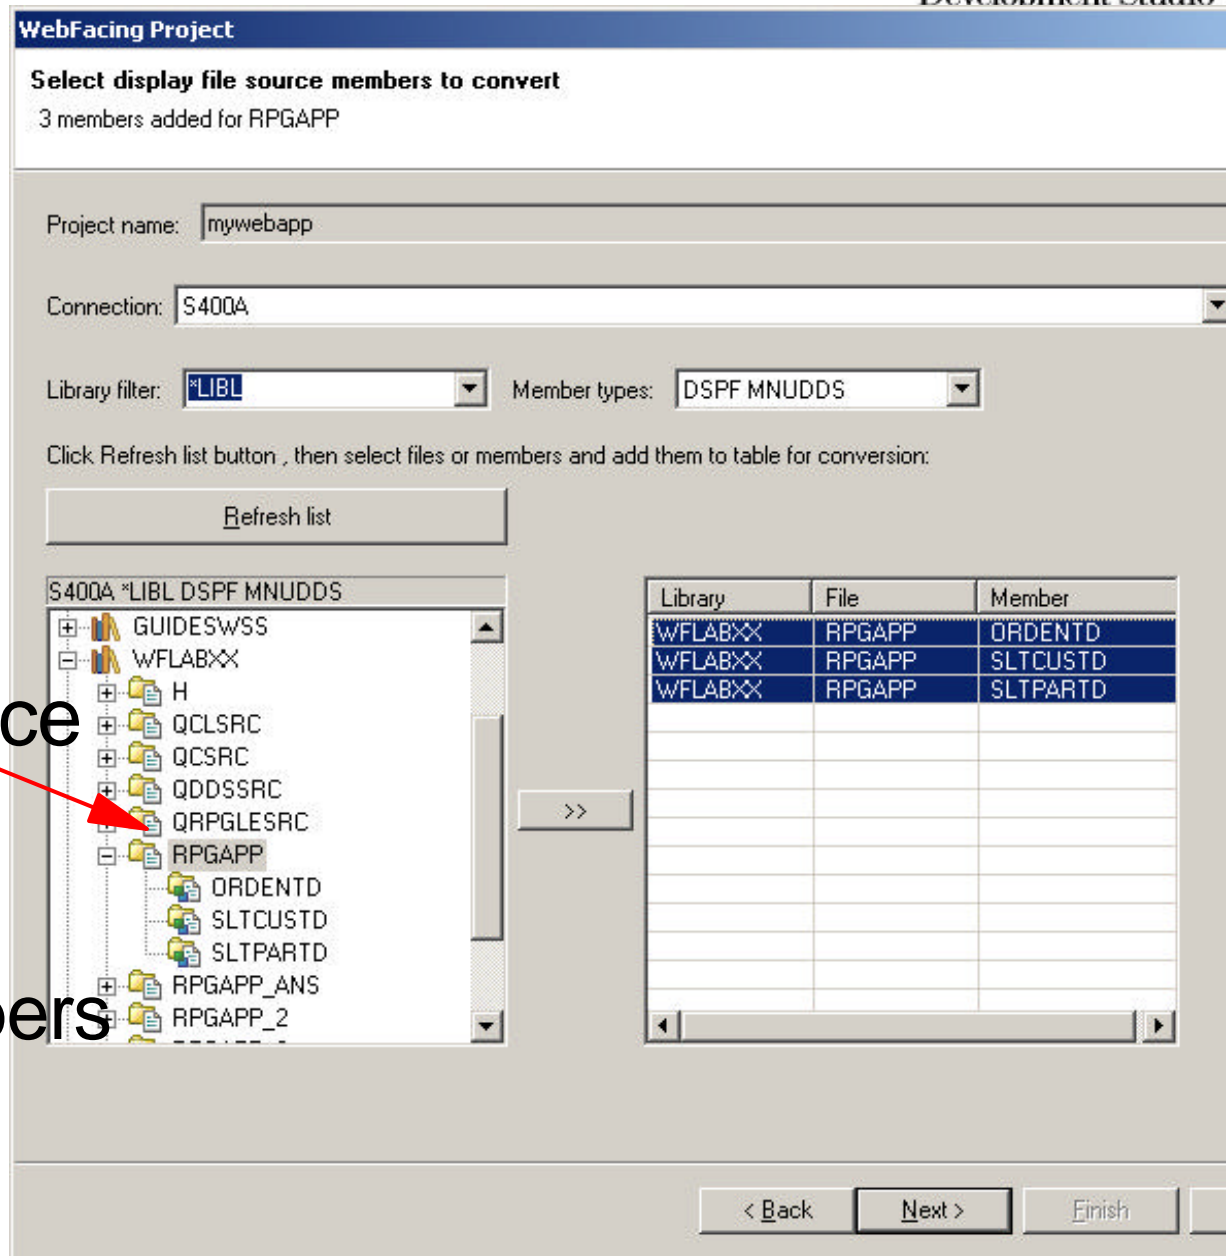 Development Studio
WebFacing Project
Select display file source members to convert
3 members added for RPGAPP
Project name: mywebapp
Connection: S400A
Library filter: *LIBL Member types: DSPF MNUDDS
Click Refresh list button , then select files or members and add them to table for conversion:
Refresh list
S400A *LIBL DSPF MNUDDS
GUIDESWSS
WFLABXX
H
QCLSRC
QCSRC
QDDSSRC
QRPGLESRC
RPGAPP
ORDENTD
SLTCUSTD
SLTPARTD
RPGAPP_ANS
RPGAPP_2
ce
bers
>>
Library File Member
WFLABXX RPGAPP ORDENTD
WFLABXX RPGAPP SLTCUSTD
WFLABXX RPGAPP SLTPARTD
< Back Next > Finish